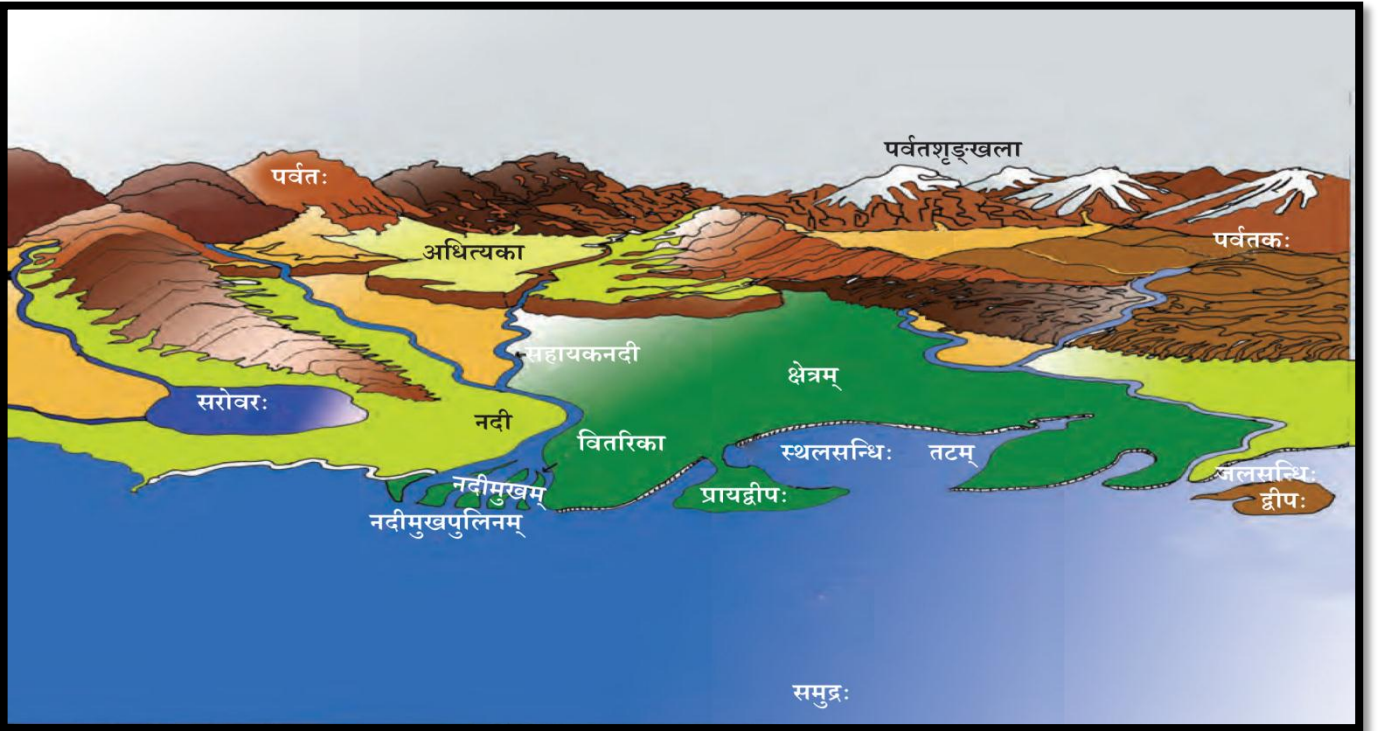 पर्वतशृङ्खला
पर्वतः
पर्वतकः
अधित्यका
सहायकनदी
क्षेत्रम्
सरोवरः
नदी
वितरिका
स्थलसन्धिः
तटम्
जलसन्धिः
नदीमुखम्
प्रायद्वीपः
द्वीपः
नदीमुखपुलिनम्
समुद्रः